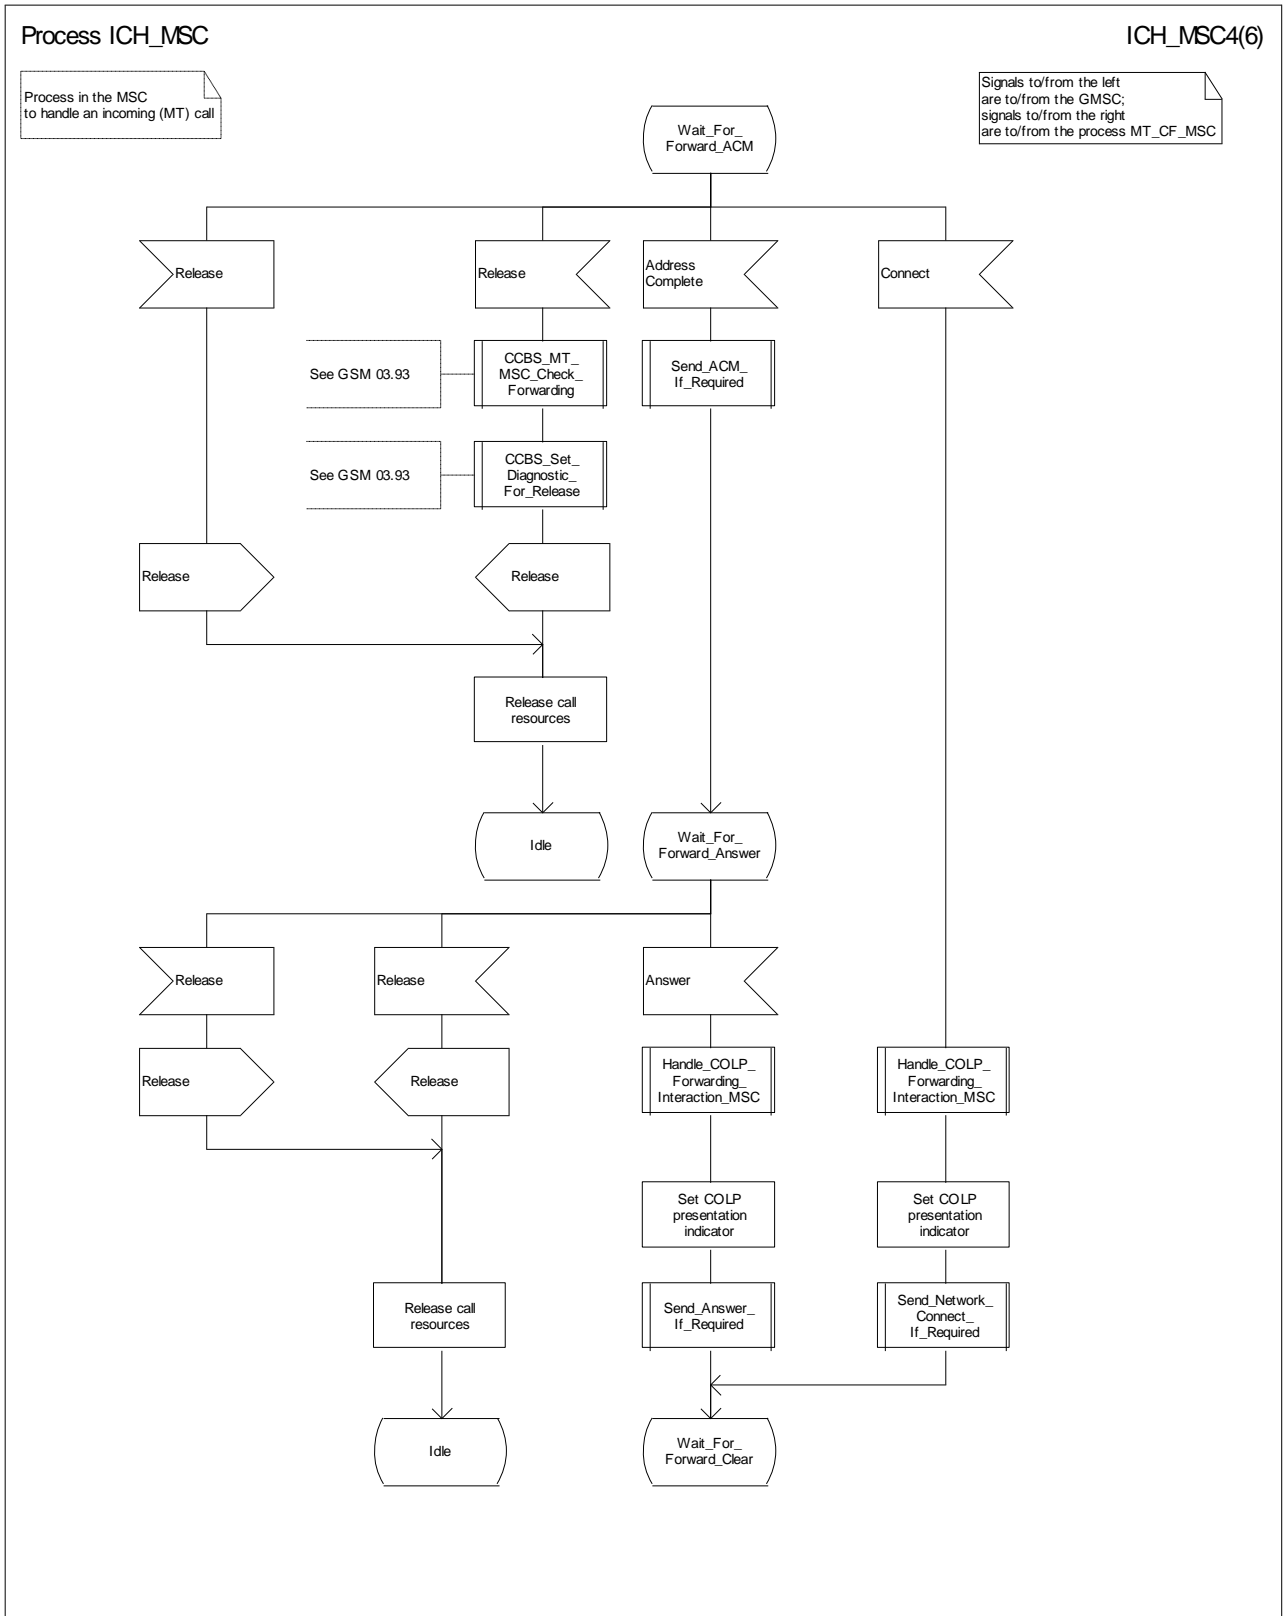 Process ICH_MSC
ICH_MSC4(6)
Process in the MSC
to handle an incoming (MT) call
Signals to/from the left
are to/from the GMSC;
signals to/from the right
are to/from the process MT_CF_MSC
Wait_For_
Forward_ACM
Release
Release
Address
Complete
Connect
See GSM 03.93
CCBS_MT_
MSC_Check_
Forwarding
Send_ACM_
If_Required
See GSM 03.93
CCBS_Set_
Diagnostic_
For_Release
Release
Release
Release call
resources
Idle
Wait_For_
Forward_Answer
Release
Release
Answer
Release
Release
Handle_COLP_
Forwarding_
Interaction_MSC
Handle_COLP_
Forwarding_
Interaction_MSC
Set COLP
presentation
indicator
Set COLP
presentation
indicator
Release call
resources
Send_Answer_
If_Required
Send_Network_
Connect_
If_Required
Idle
Wait_For_
Forward_Clear